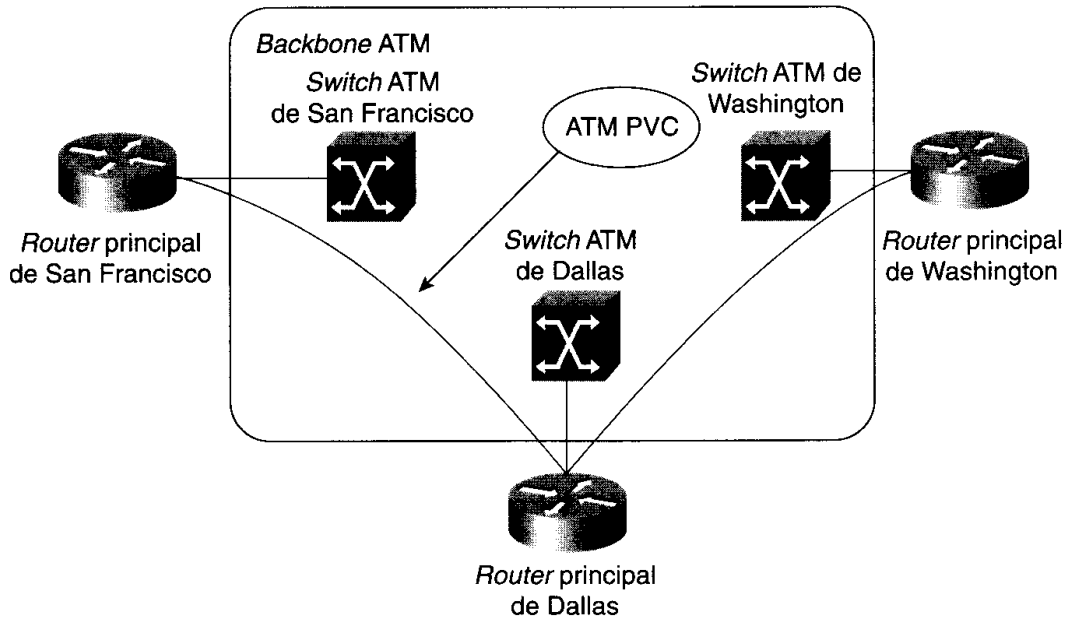 Backbone ATM
Switch ATM
de San Francisco
ATM PVC
Switch ATM de
Washington
Router principal
de San Francisco
Switch ATM
de Dallas
Router principal
de Washington
Router principal
de Dallas